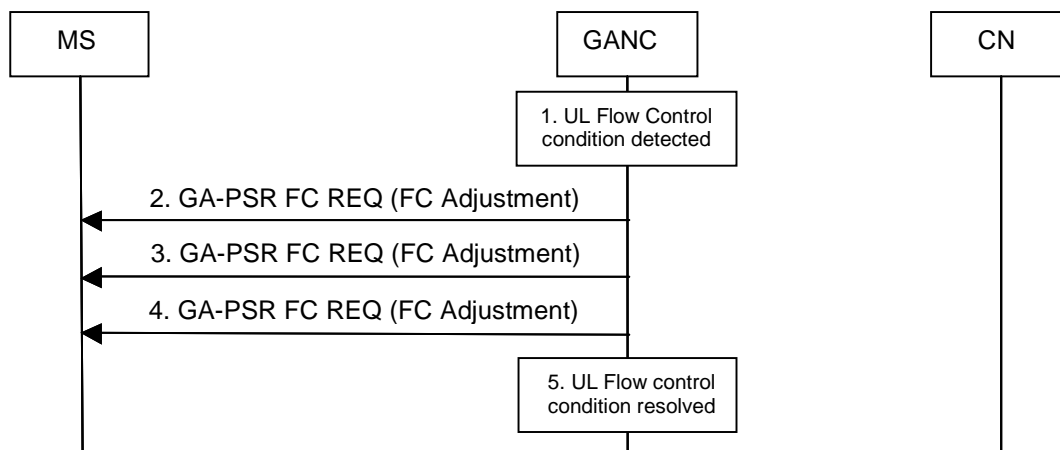 MS
GANC
CN
1. UL Flow Control
condition detected
2. GA-PSR FC REQ (FC Adjustment)
3. GA-PSR FC REQ (FC Adjustment)
4. GA-PSR FC REQ (FC Adjustment)
5. UL Flow control
condition resolved